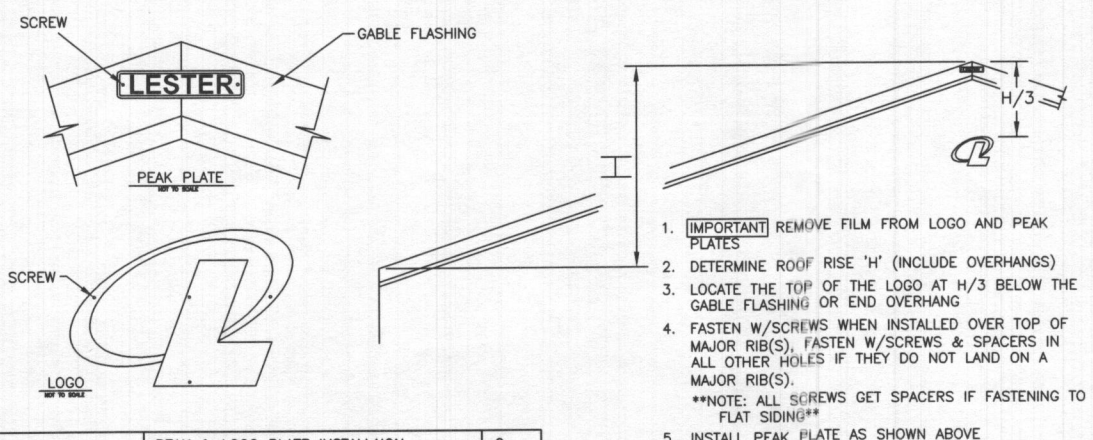 SCREW
GABLE FLASHING
LESTER
PEAK PLATE
NOT TO SCALE
SCREW
LOGO
NOT TO SCALE
H
H/3
L
1. IMPORTANT REMOVE FILM FROM LOGO AND PEAK
PLATES
2. DETERMINE ROOF RISE 'H' (INCLUDE OVERHANGS)
3. LOCATE THE TOP OF THE LOGO AT H/3 BELOW THE
GABLE FLASHING OR END OVERHANG
4. FASTEN W/SCREWS WHEN INSTALLED OVER TOP OF
MAJOR RIB(S), FASTEN W/SCREWS & SPACERS IN
ALL OTHER HOLES IF THEY DO NOT LAND ON A
MAJOR RIB(S).
**NOTE: ALL SCREWS GET SPACERS IF FASTENING TO
FLAT SIDING**
5. INSTALL PEAK PLATE AS SHOWN ABOVE